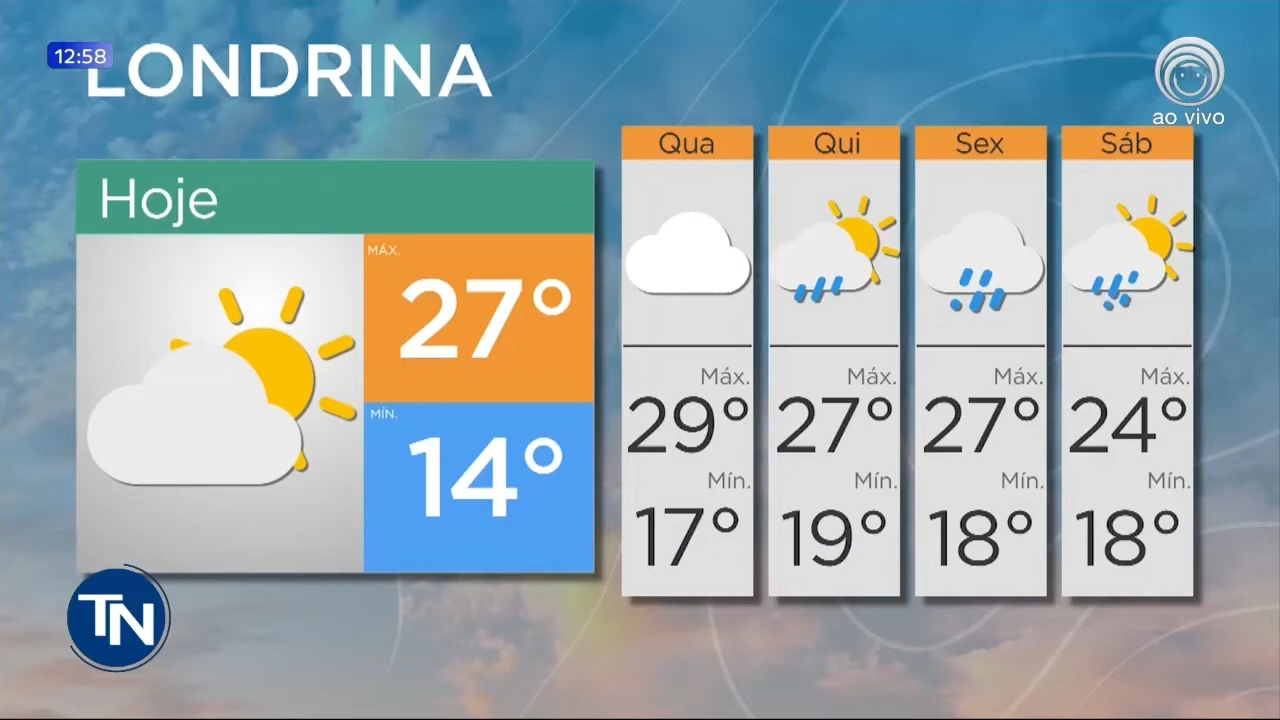 12:58
LONDRINA
ao vivo
Hoje
MÁX.
27°
MÍN.
14°
Qua
Máx.
29°
Mín.
17°
Qui
Máx.
27°
Mín.
19°
Sex
Máx.
27°
Mín.
18°
Sáb
Máx.
24°
Mín.
18°
TN